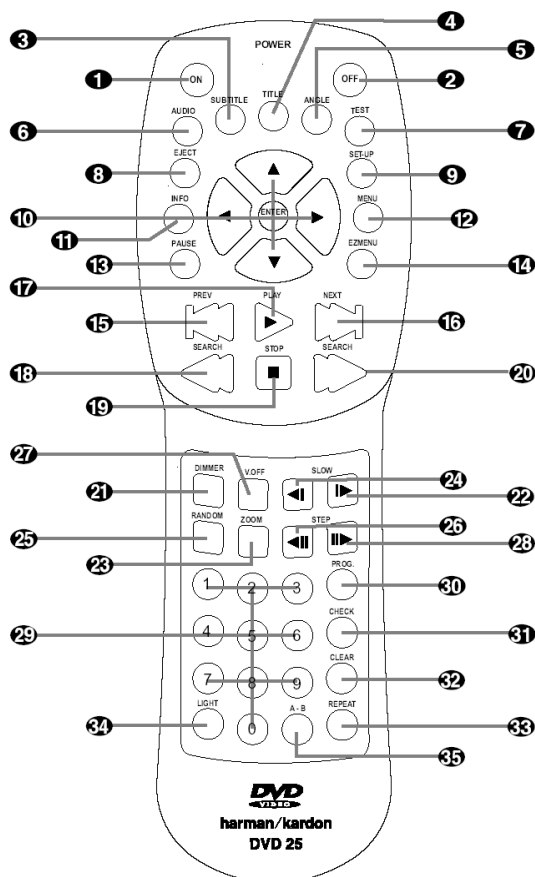 4
3
POWER
5
1
ON
OFF
2
SUBTITLE
TITLE
ANGLE
6
AUDIO
TEST
7
8
EJECT
SET-UP
9
10
INFO
ENTER
MENU
12
11
13
PAUSE
EZMENU
14
17
PREV
PLAY
NEXT
15
16
SEARCH
STOP
SEARCH
18
20
19
27
DIMMER
V.OFF
24
SLOW
21
22
RANDOM
ZOOM
26
STEP
25
23
28
1
2
3
PROG.
30
29
4
5
6
CHECK
31
7
8
9
CLEAR
32
LIGHT
0
A - B
REPEAT
34
33
35
DVD
VIDEO
harman/kardon
DVD 25